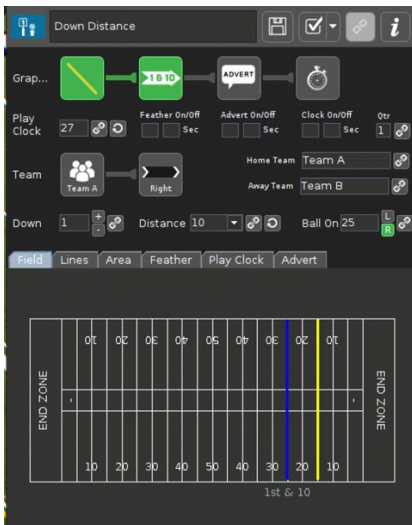 Down Distance
Grap...
1 & 10
ADVERT
Play Clock 27
Feather On/Off
Sec
Advert On/Off
Sec
Clock On/Off
Sec
Qtr
1
Team
Team A
Right
Home Team Team A
Away Team Team B
Down 1 + -
Distance 10
Ball On 25
L
R
Field Lines Area Feather Play Clock Advert
10 20 30 40 50 40 30 20 10
END ZONE
END ZONE
10 20 30 40 50 40 30 20 10
1st & 10